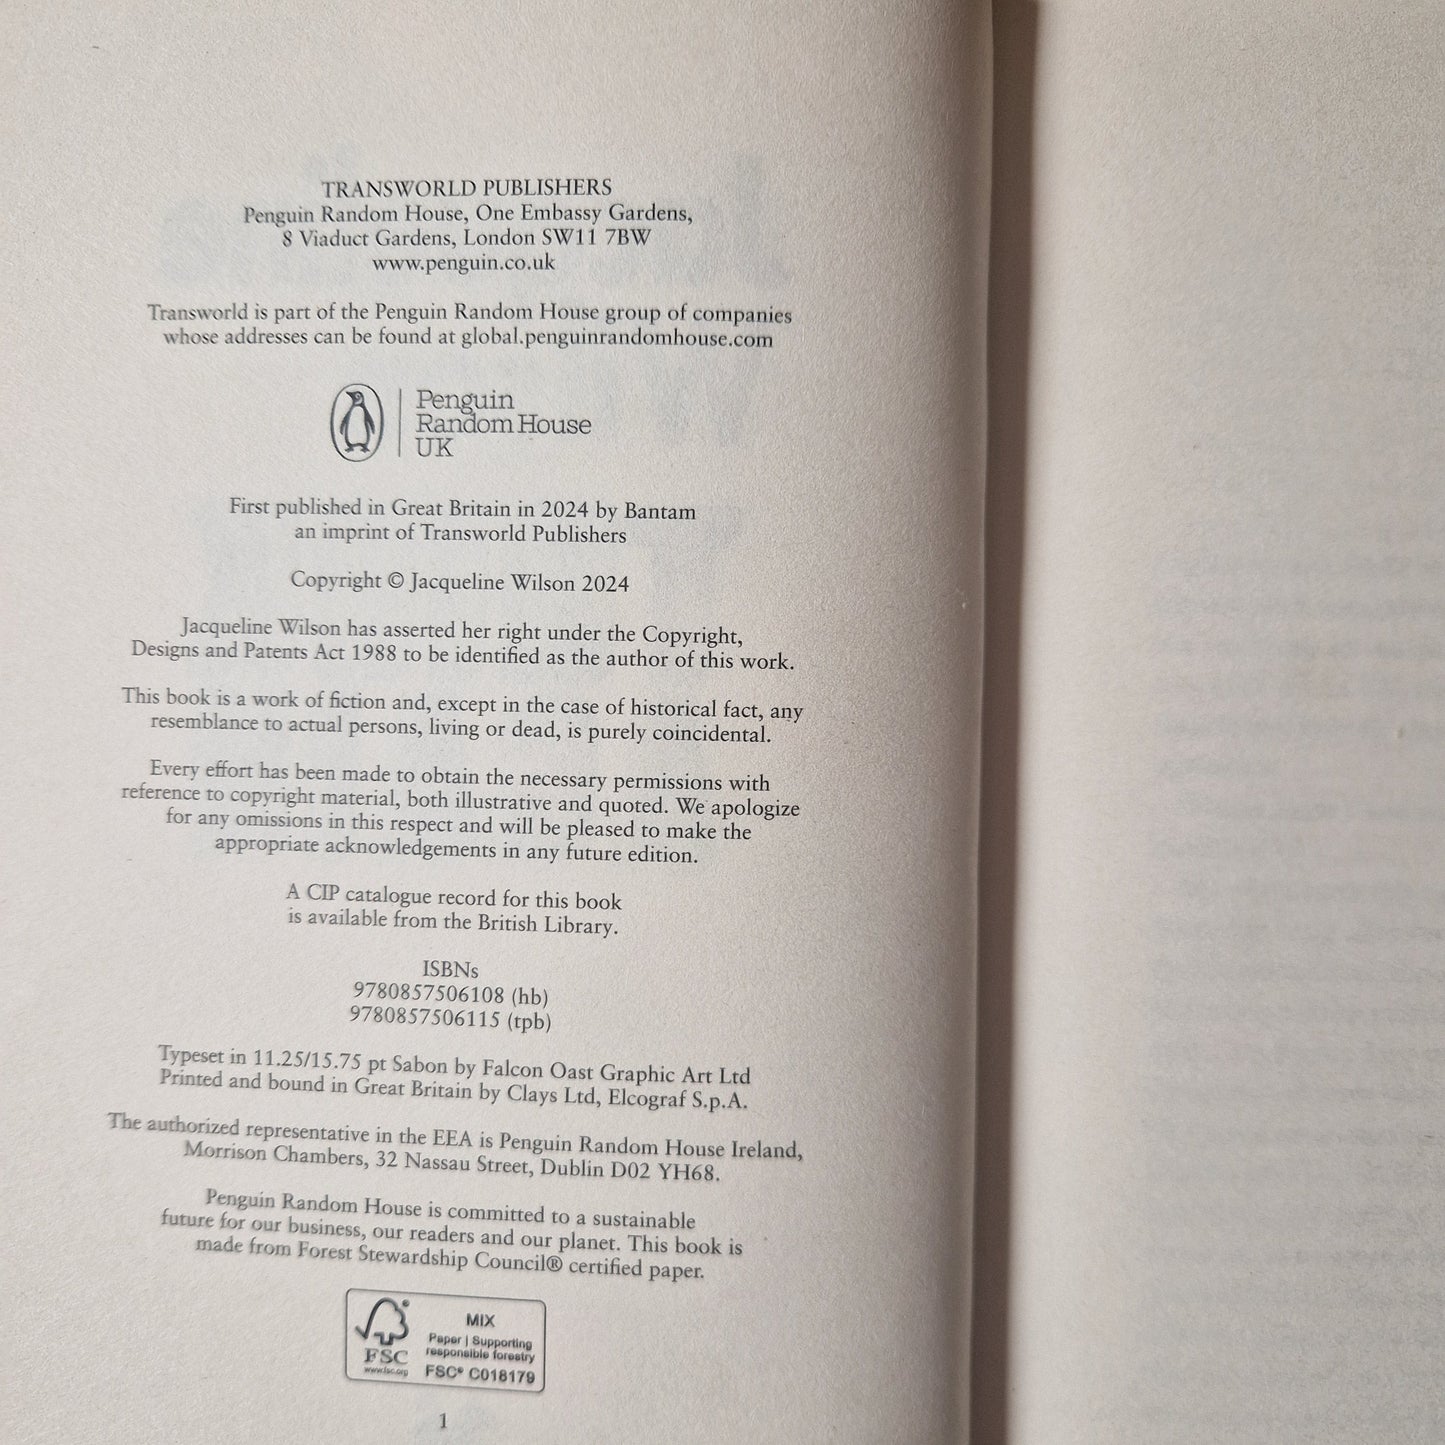 TRANSWORLD PUBLISHERS
Penguin Random House, One Embassy Gardens,
8 Viaduct Gardens, London SW11 7BW
www.penguin.co.uk
Transworld is part of the Penguin Random House group of companies
whose addresses can be found at global.penguinrandomhouse.com
Penguin
Random House
UK
First published in Great Britain in 2024 by Bantam
an imprint of Transworld Publishers
Copyright © Jacqueline Wilson 2024
Jacqueline Wilson has asserted her right under the Copyright,
Designs and Patents Act 1988 to be identified as the author of this work.
This book is a work of fiction and, except in the case of historical fact, any
resemblance to actual persons, living or dead, is purely coincidental.
Every effort has been made to obtain the necessary permissions with
reference to copyright material, both illustrative and quoted. We apologize
for any omissions in this respect and will be pleased to make the
appropriate acknowledgements in any future edition.
A CIP catalogue record for this book
is available from the British Library.
ISBNs
9780857506108 (hb)
9780857506115 (tpb)
Typeset in 11.25/15.75 pt Sabon by Falcon Oast Graphic Art Ltd
Printed and bound in Great Britain by Clays Ltd, Elcograf S.p.A.
The authorized representative in the EEA is Penguin Random House Ireland,
Morrison Chambers, 32 Nassau Street, Dublin D02 YH68.
Penguin Random House is committed to a sustainable
future for our business, our readers and our planet. This book is
made from Forest Stewardship Council® certified paper.
FSC
www.fsc.org
MIX
Paper | Supporting
responsible forestry
FSC® C018179
1